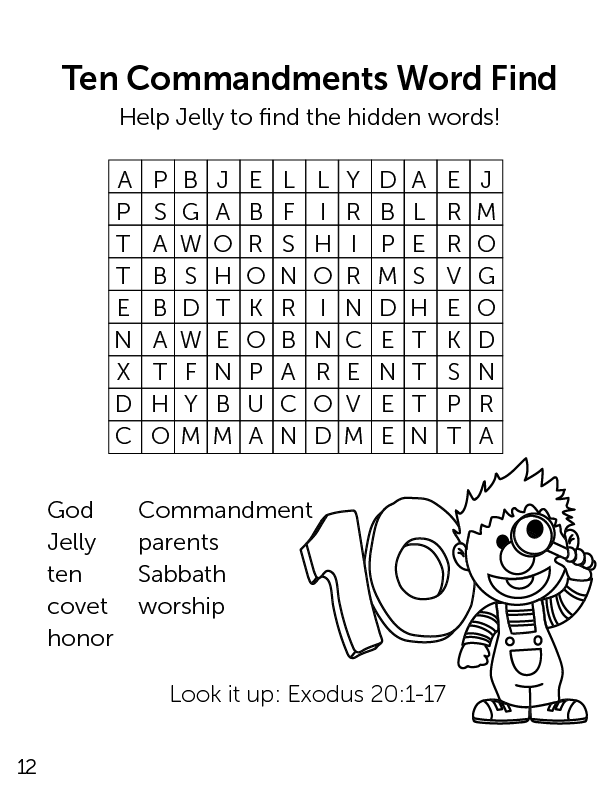 Ten Commandments Word Find
Help Jelly to find the hidden words!
A P B J E L L Y D A E J
P S G A B F I R B L R M
T A W O R S H I P E R O
T B S H O N O R M S V G
E B D T K R I N D H E O
N A W E O B N C E T K D
X T F N P A R E N T S N
D H Y B U C O V E T P R
C O M M A N D M E N T A
God Commandment
Jelly parents
ten Sabbath
covet worship
honor
10
Look it up: Exodus 20:1-17
12